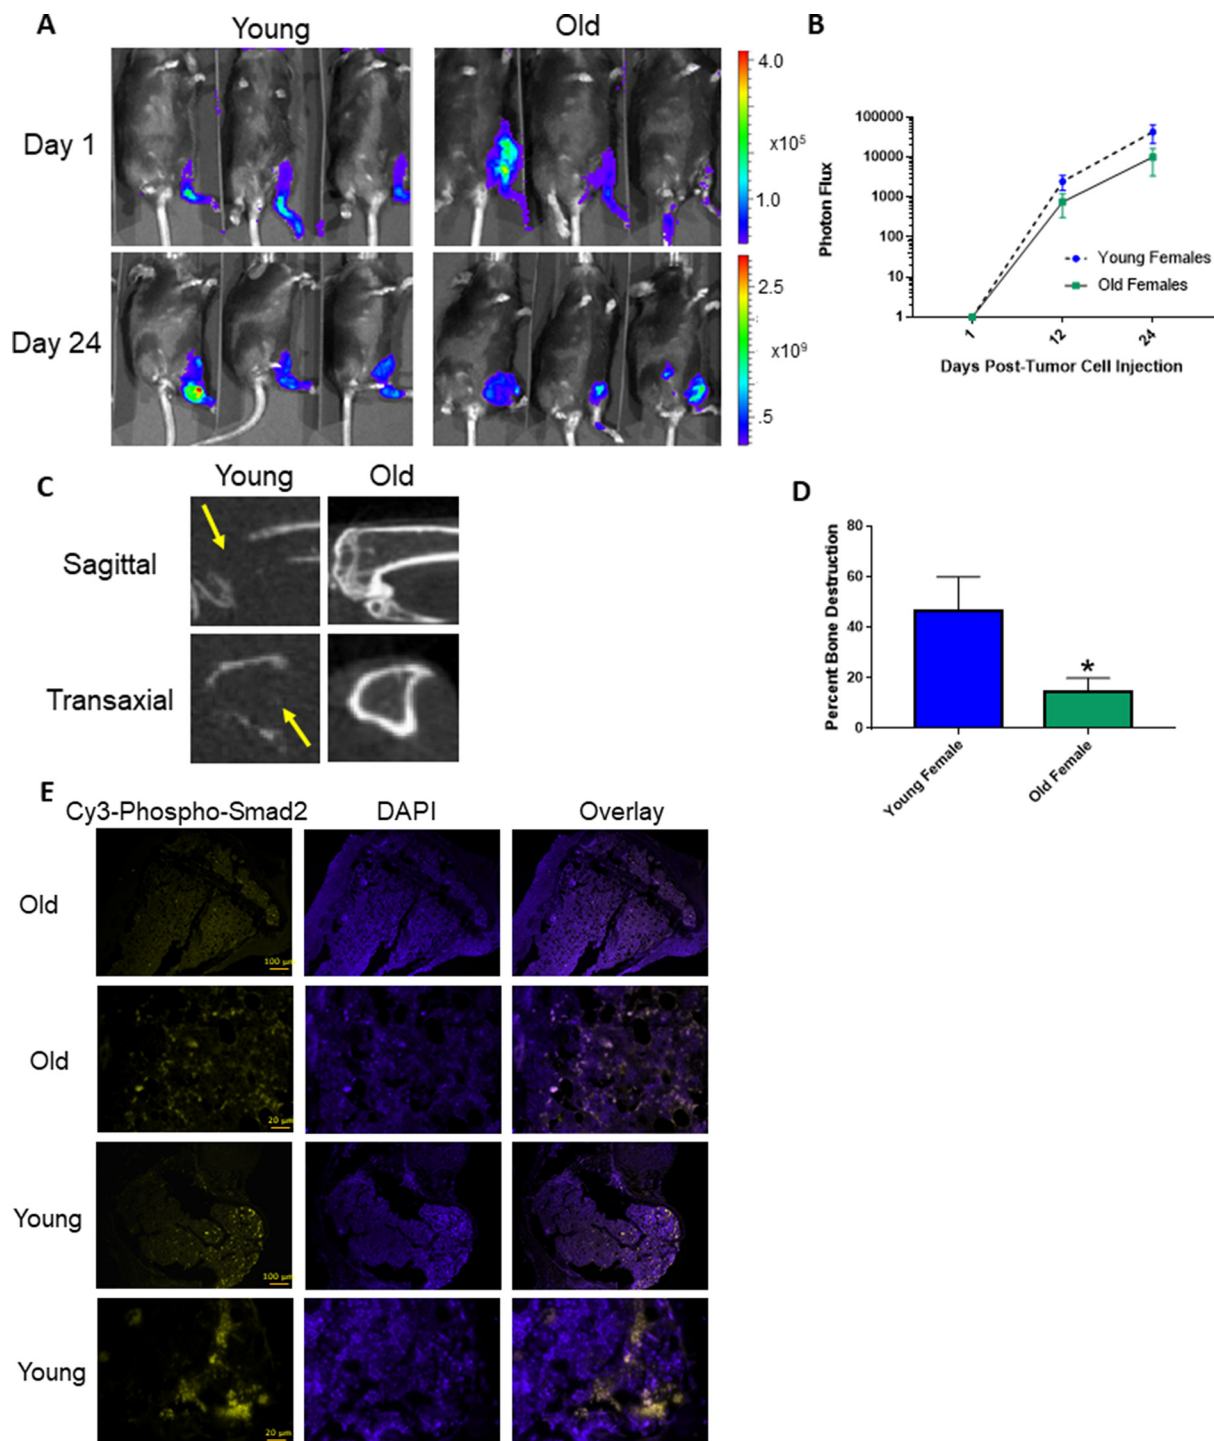 A
Young
Old
Day 1
4.0
x10⁵
1.0
Day 24
2.5
x10⁹
.5
B
Photon Flux
100000
10000
1000
100
10
1
Young Females
Old Females
1
12
24
Days Post-Tumor Cell Injection
C
Young
Old
Sagittal
Transaxial
D
Percent Bone Destruction
80
60
40
20
0
*
Young Female
Old Female
E
Cy3-Phospho-Smad2
DAPI
Overlay
Old
100 µm
Old
20 µm
Young
100 µm
Young
20 µm